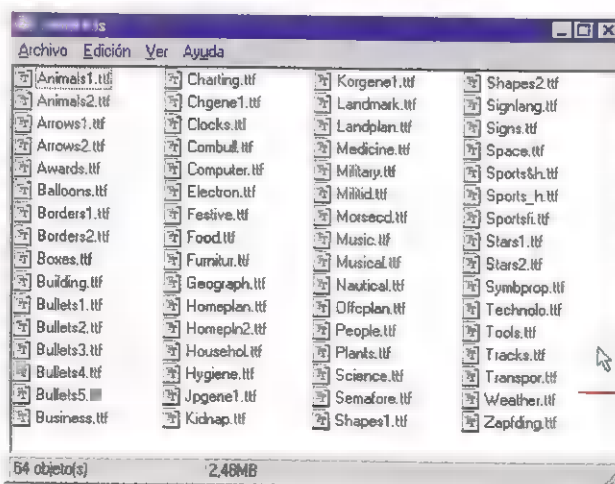 Archivo Edición Ver Ayuda
Animals1.ttf
Animals2.ttf
Arrows1.ttf
Arrows2.ttf
Awards.ttf
Balloons.ttf
Borders1.ttf
Borders2.ttf
Boxes.ttf
Building.ttf
Bullets1.ttf
Bullets2.ttf
Bullets3.ttf
Bullets4.ttf
Bullets5.
Business.ttf
Charting.ttf
Chgene1.ttf
Clocks.ttf
Combull.ttf
Computer.ttf
Electron.ttf
Festive.ttf
Food.ttf
Furnitur.ttf
Geograph.ttf
Homeplan.ttf
Homepln2.ttf
Househol.ttf
Hygiene.ttf
Jpgene1.ttf
Kidnap.ttf
Korgene1.ttf
Landmark.ttf
Landplan.ttf
Medicine.ttf
Military.ttf
Militid.ttf
Morsecd.ttf
Music.ttf
Musical.ttf
Nautical.ttf
Offcplan.ttf
People.ttf
Plants.ttf
Science.ttf
Semafore.ttf
Shapes1.ttf
Shapes2.ttf
Signlang.ttf
Signs.ttf
Space.ttf
Sports&h.ttf
Sports_h.ttf
Sportsfi.ttf
Stars1.ttf
Stars2.ttf
Symbprop.ttf
Technolo.ttf
Tools.ttf
Tracks.ttf
Transpor.ttf
Weather.ttf
Zapfding.ttf
64 objeto(s) 2,48MB